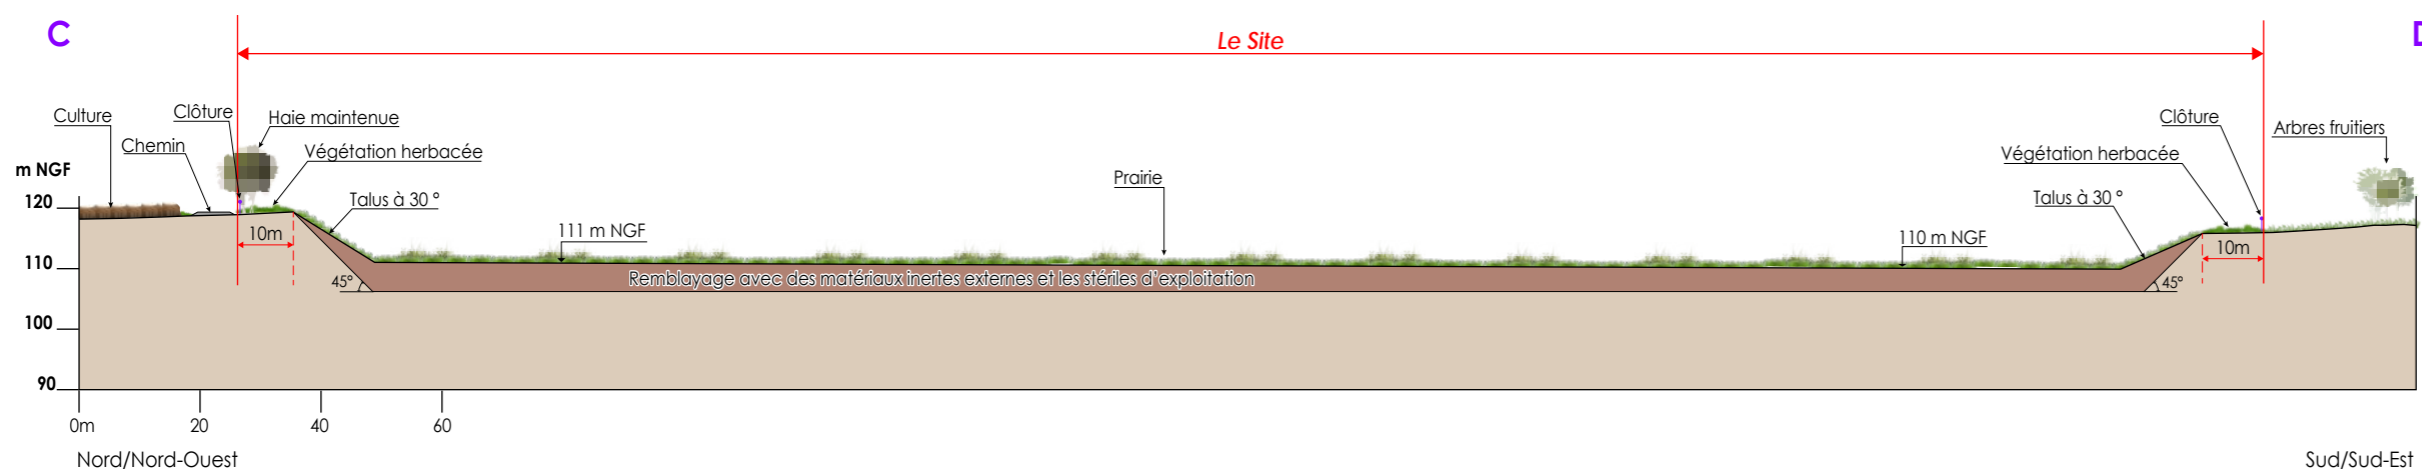 C
Le Site
D
Culture
Clôture
Haie maintenue
Chemin
Végétation herbacée
m NGF
120
Talus à 30 °
10m
111 m NGF
Prairie
Clôture
Arbres fruitiers
Végétation herbacée
Talus à 30 °
110 m NGF
10m
110
45°
Remblayage avec des matériaux inertes externes et les stériles d'exploitation
45°
100
90
0m
20
40
60
Nord/Nord-Ouest
Sud/Sud-Est